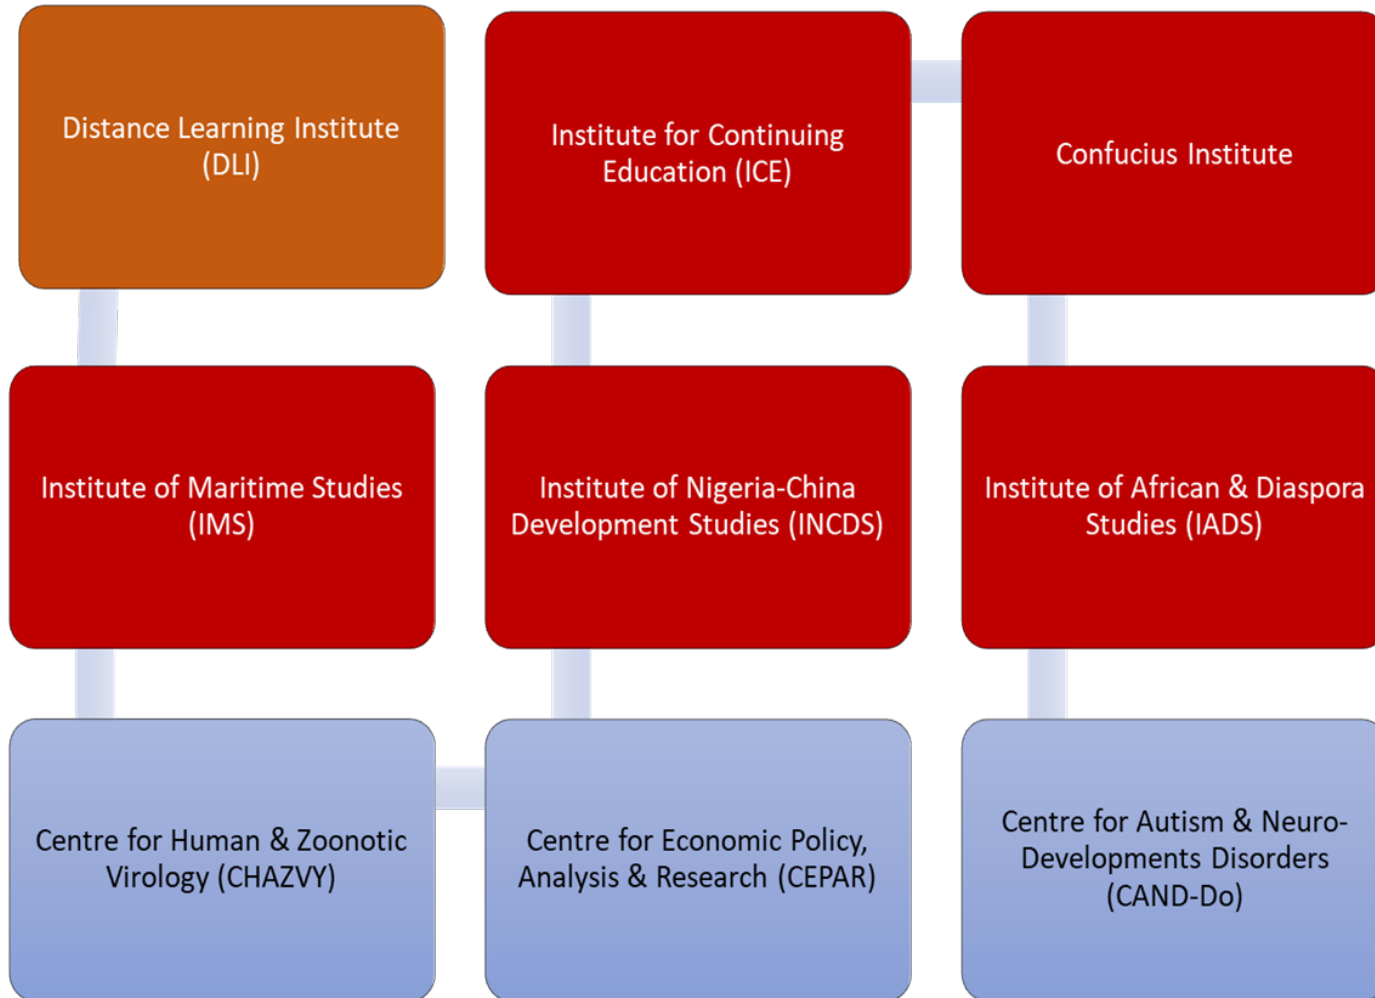 Distance Learning Institute
(DLI)
Institute for Continuing
Education (ICE)
Confucius Institute
Institute of Maritime Studies
(IMS)
Institute of Nigeria-China
Development Studies (INCDS)
Institute of African & Diaspora
Studies (IADS)
Centre for Human & Zoonotic
Virology (CHAZVY)
Centre for Economic Policy,
Analysis & Research (CEPAR)
Centre for Autism & Neuro-
Developments Disorders
(CAND-Do)